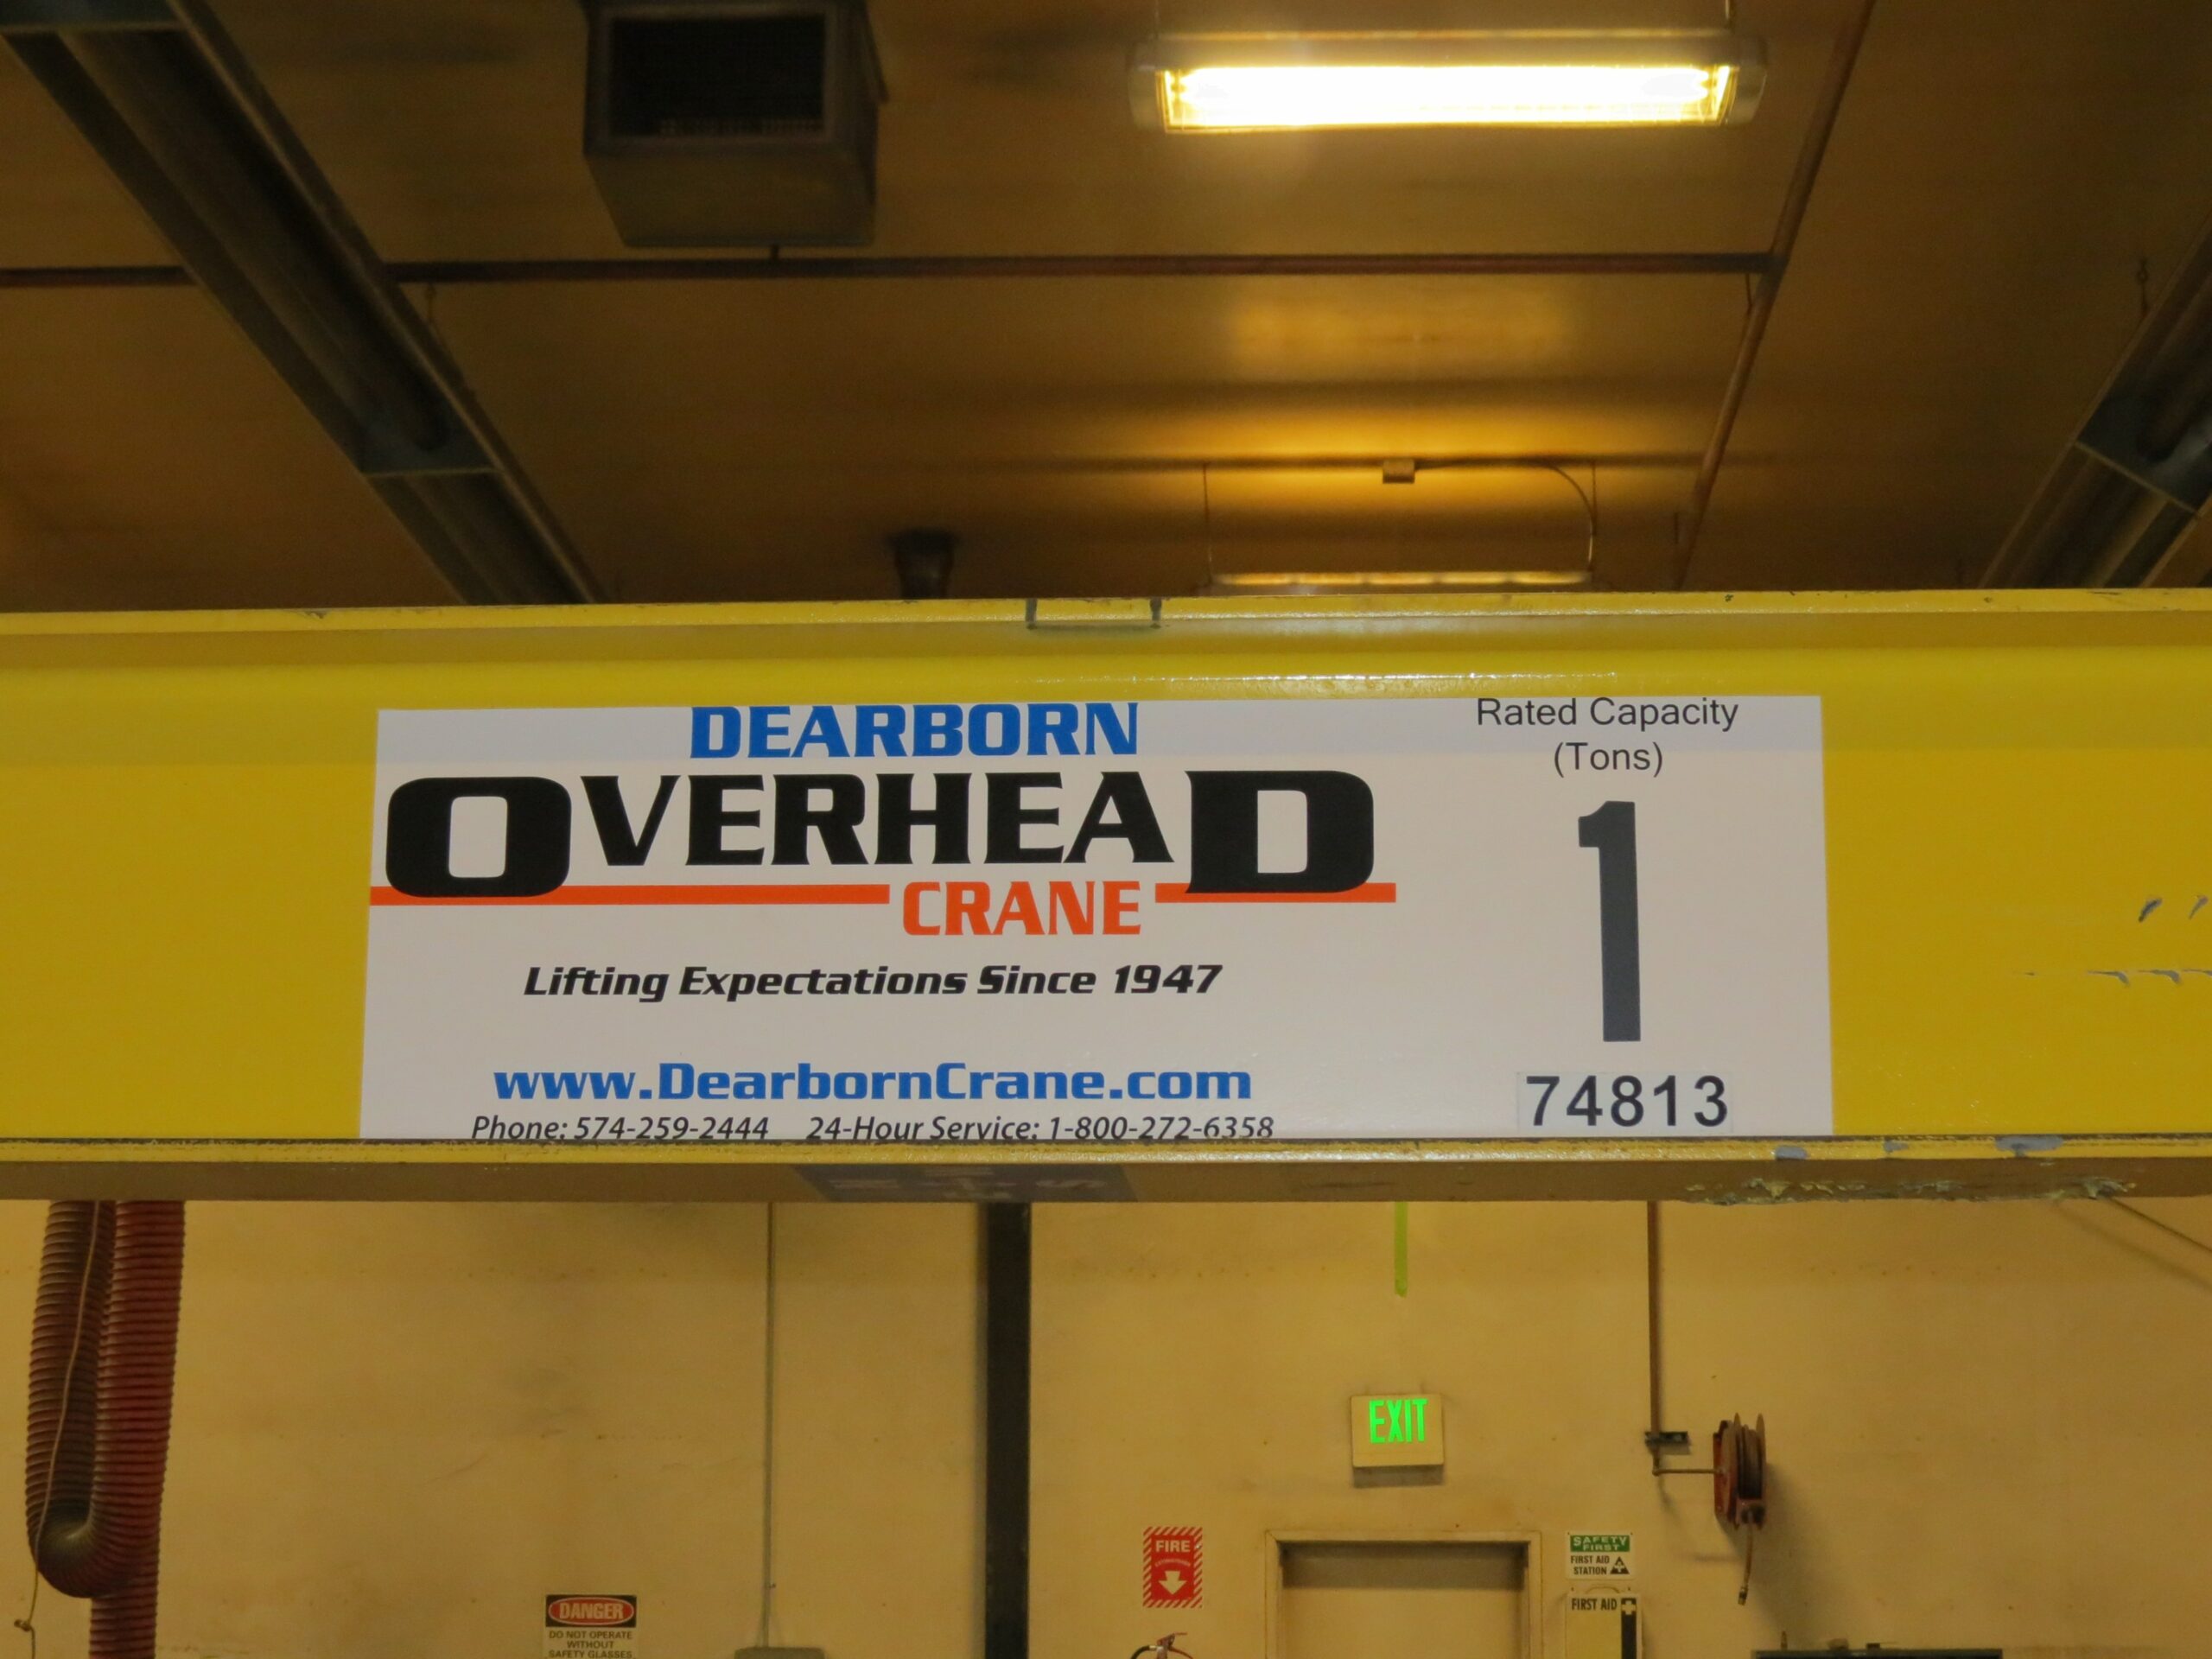 DEARBORN
OVERHEAD
CRANE
Lifting Expectations Since 1947
www.DearbornCrane.com
Phone: 574-259-2444 24-Hour Service: 1-800-272-6358
Rated Capacity
(Tons)
1
74813
EXIT
FIRE
SAFETY
FIRST
FIRST AID
STATION
FIRST AID
DANGER
DO NOT OPERATE
WITHOUT
SAFETY GLASSES